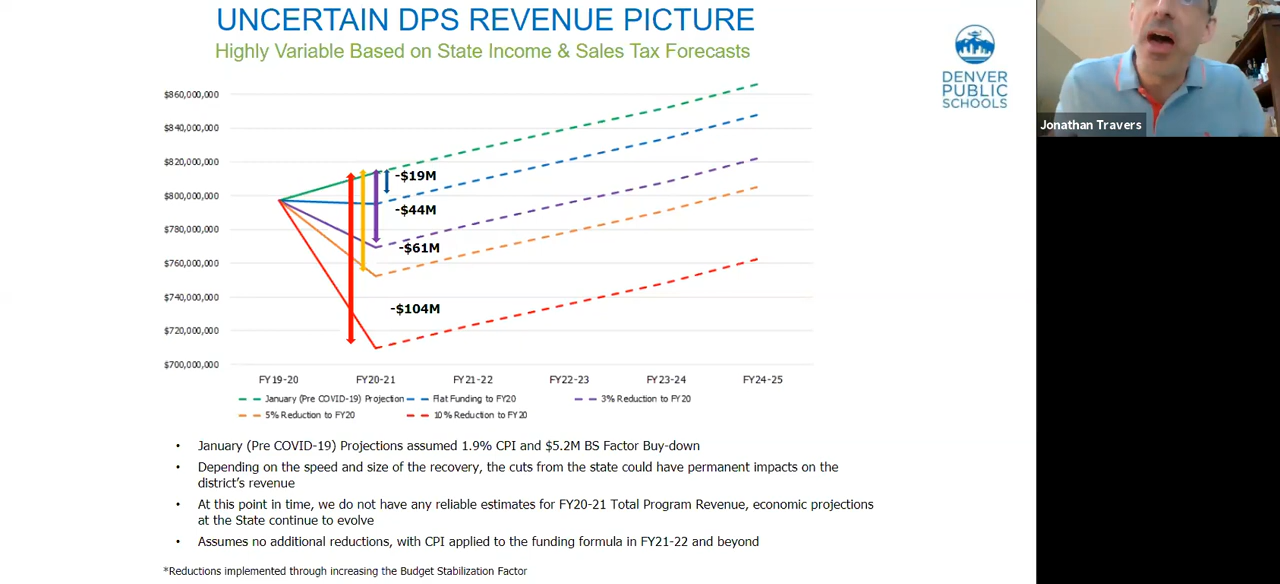 UNCERTAIN DPS REVENUE PICTURE
Highly Variable Based on State Income & Sales Tax Forecasts
DENVER
PUBLIC
SCHOOLS
Jonathan Travers
$860,000,000
$840,000,000
$820,000,000
$800,000,000
$780,000,000
$760,000,000
$740,000,000
$720,000,000
$700,000,000
-$19M
-$44M
-$61M
-$104M
FY19-20 FY20-21 FY21-22 FY22-23 FY23-24 FY24-25
January (Pre COVID-19) Projection Flat Funding to FY20 3% Reduction to FY20
5% Reduction to FY20 10% Reduction to FY20
• January (Pre COVID-19) Projections assumed 1.9% CPI and $5.2M BS Factor Buy-down
• Depending on the speed and size of the recovery, the cuts from the state could have permanent impacts on the
district's revenue
• At this point in time, we do not have any reliable estimates for FY20-21 Total Program Revenue, economic projections
at the State continue to evolve
• Assumes no additional reductions, with CPI applied to the funding formula in FY21-22 and beyond
*Reductions implemented through increasing the Budget Stabilization Factor